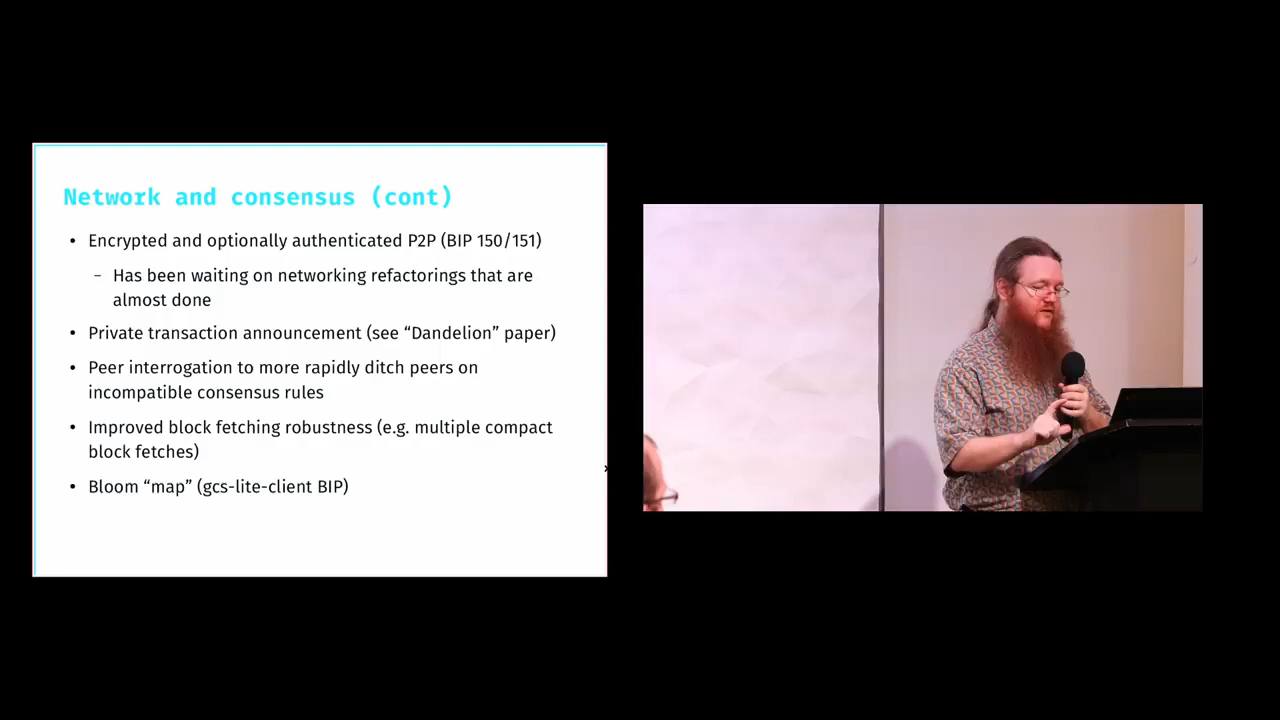 Network and consensus (cont)
• Encrypted and optionally authenticated P2P (BIP 150/151)
– Has been waiting on networking refactorings that are
almost done
• Private transaction announcement (see “Dandelion” paper)
• Peer interrogation to more rapidly ditch peers on
incompatible consensus rules
• Improved block fetching robustness (e.g. multiple compact
block fetches)
• Bloom “map” (gcs-lite-client BIP)